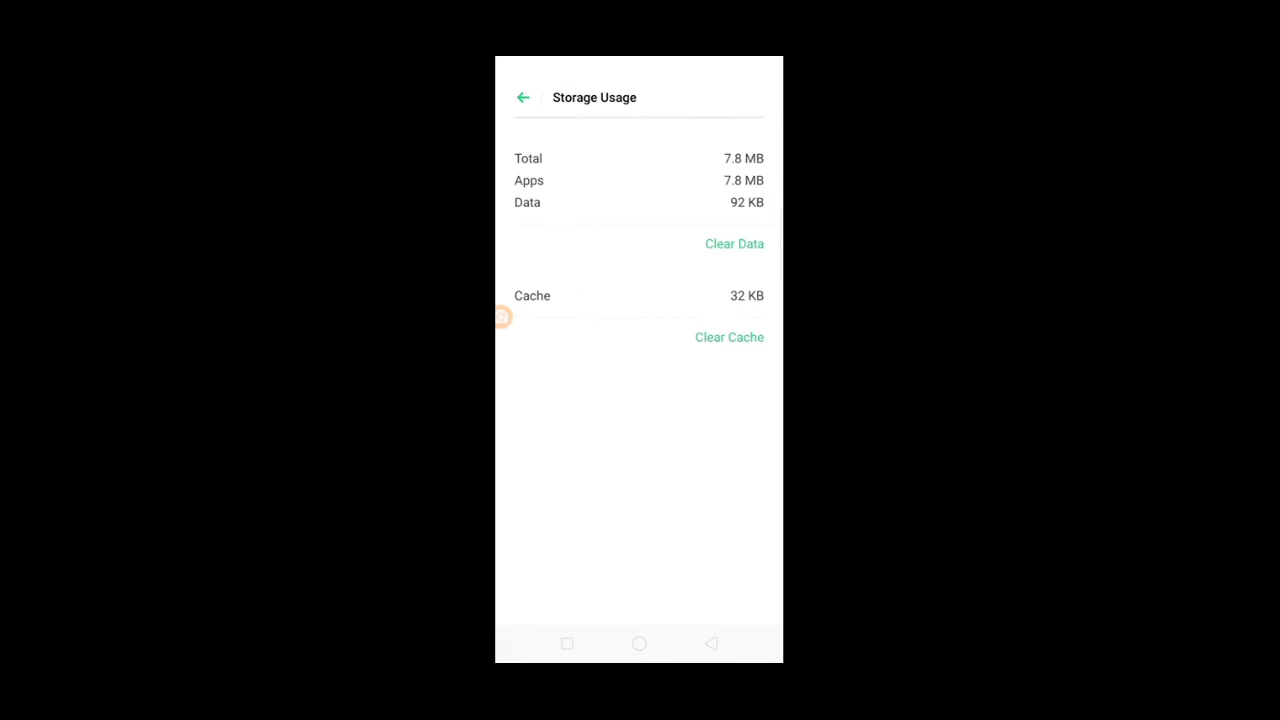 Storage Usage
Total 7.8 MB
Apps 7.8 MB
Data 92 KB
Clear Data
Cache 32 KB
Clear Cache